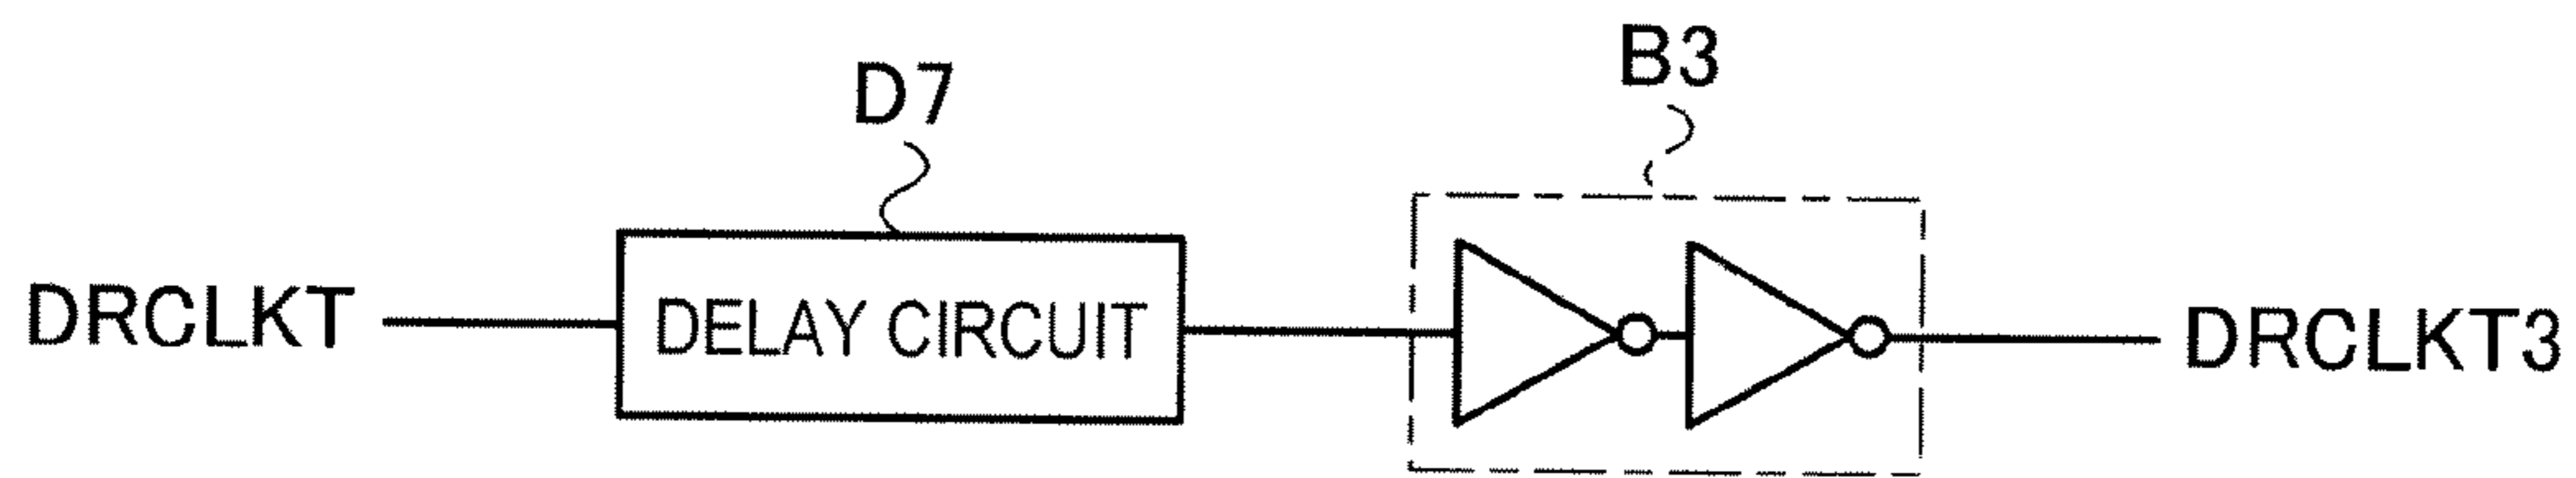 D7
B3
DRCLKT
DELAY CIRCUIT
DRCLKT3